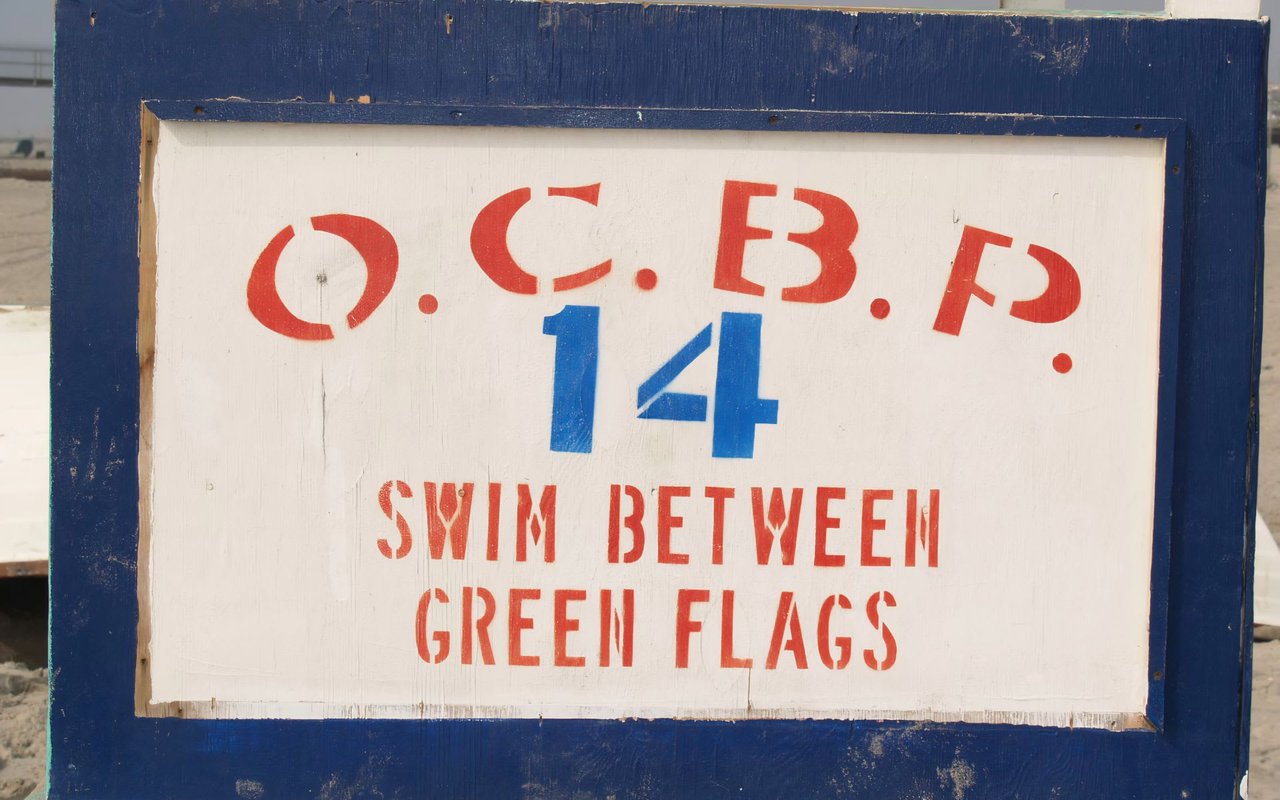 O.C.B.P.
14
SWIM BETWEEN
GREEN FLAGS